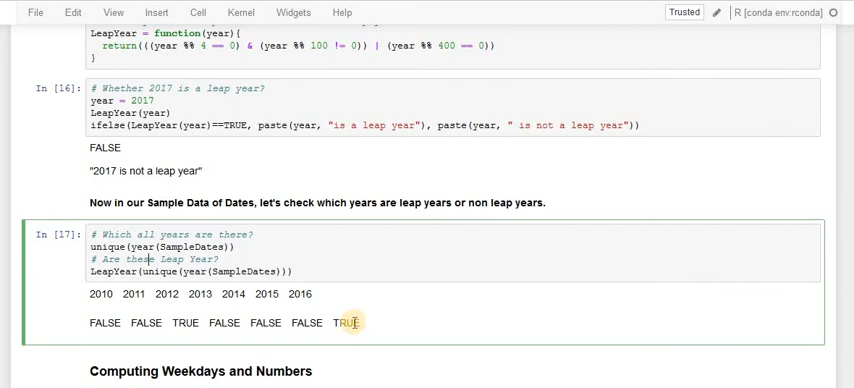 File Edit View Insert Cell Kernel Widgets Help Trusted R [conda env:rconda]
LeapYear = function(year){
return(((year %% 4 == 0) & (year %% 100 != 0)) | (year %% 400 == 0))
}
In [16]: # Whether 2017 is a leap year?
year = 2017
LeapYear(year)
ifelse(LeapYear(year)==TRUE, paste(year, "is a leap year"), paste(year, " is not a leap year"))
FALSE
"2017 is not a leap year"
Now in our Sample Data of Dates, let's check which years are leap years or non leap years.
In [17]: # Which all years are there?
unique(year(SampleDates))
# Are these Leap Year?
LeapYear(unique(year(SampleDates)))
2010 2011 2012 2013 2014 2015 2016
FALSE FALSE TRUE FALSE FALSE FALSE TRUE
Computing Weekdays and Numbers